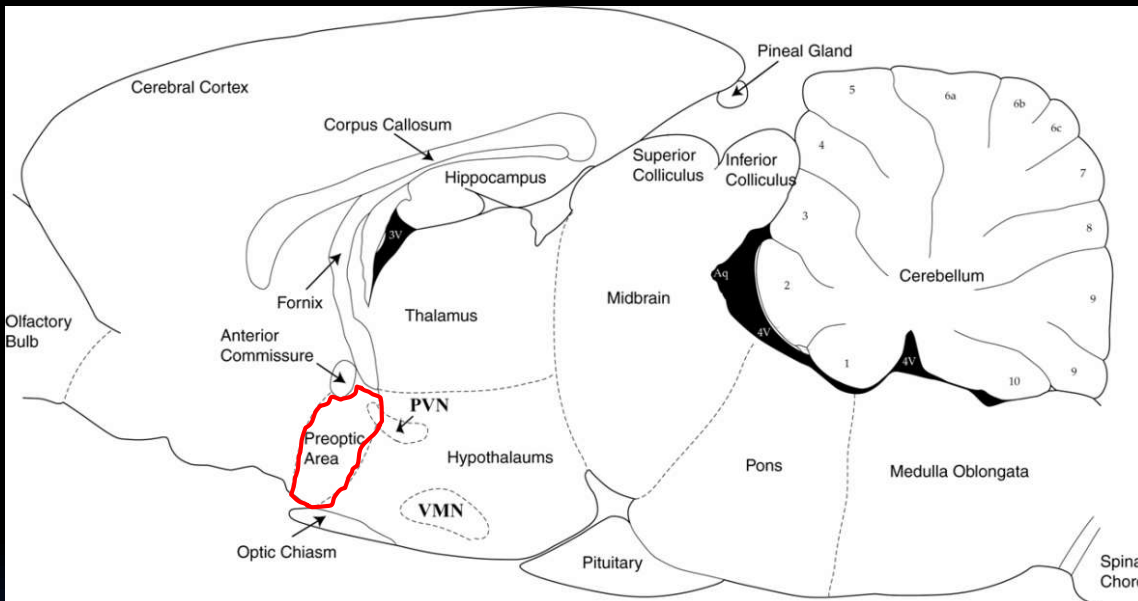 Pineal Gland
Cerebral Cortex
5
6a
6b
6c
Corpus Callosum
4
Superior
Colliculus
Inferior
Colliculus
Hippocampus
7
3
8
3V
Aq
Cerebellum
2
Midbrain
9
Fornix
Thalamus
Olfactory
Bulb
4V
4V
Anterior
Commissure
1
10
9
PVN
Preoptic
Area
Hypothalaums
Pons
Medulla Oblongata
VMN
Optic Chiasm
Pituitary
Spina
Chord